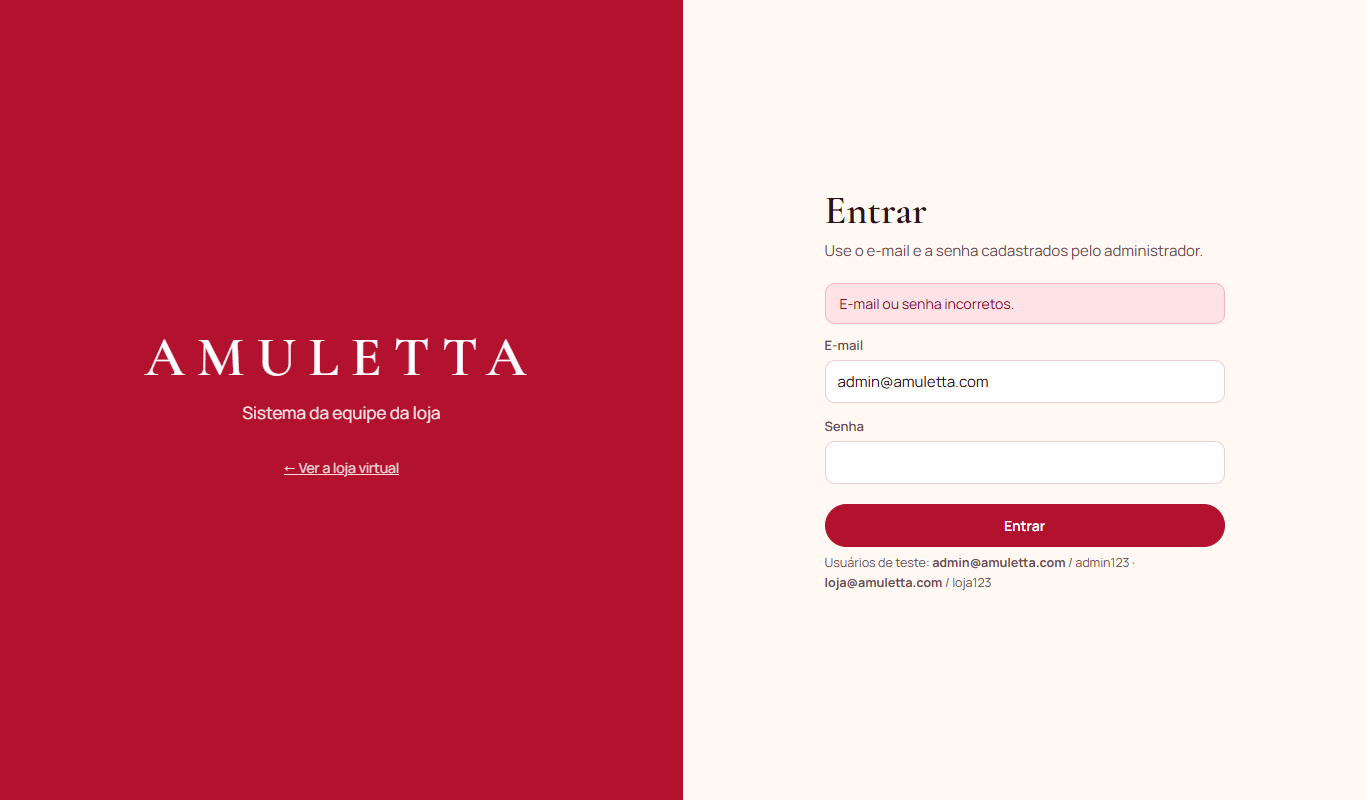 AMULETTA
Sistema da equipe da loja
← Ver a loja virtual
Entrar
Use o e-mail e a senha cadastrados pelo administrador.
E-mail ou senha incorretos.
E-mail
admin@amuletta.com
Senha
Entrar
Usuários de teste: admin@amuletta.com / admin123 ·
loja@amuletta.com / loja123